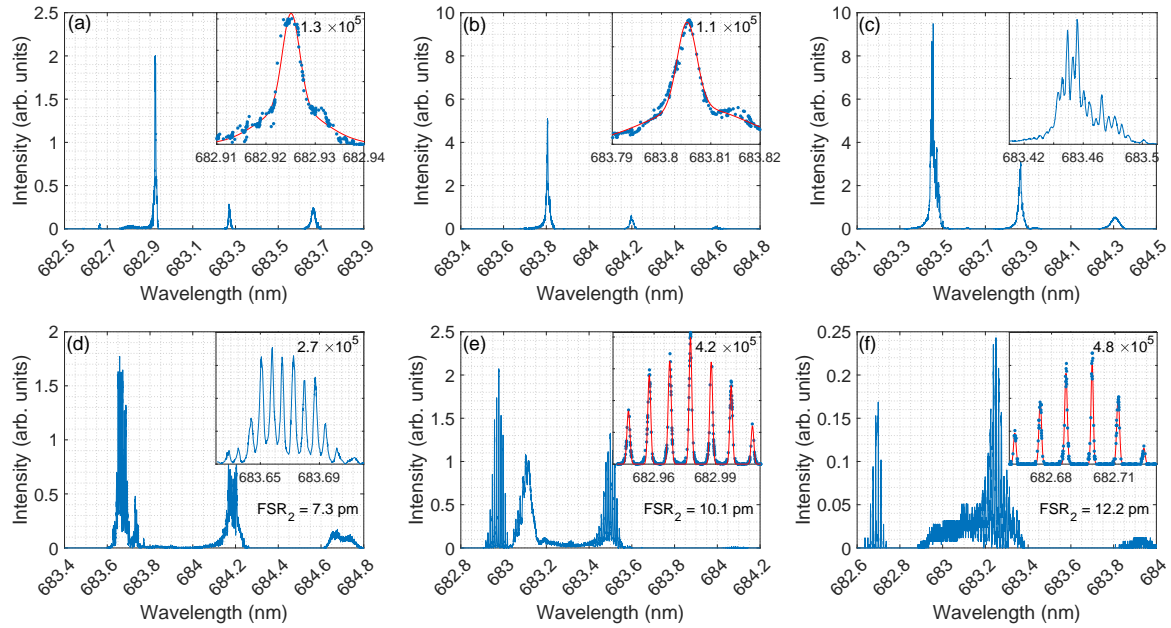 (a)
1.3 ×10^5
Intensity (arb. units)
2.5
2
1.5
1
0.5
0
682.91 682.92 682.93 682.94
682.5 682.7 682.9 683.1 683.3 683.5 683.7 683.9
Wavelength (nm)
(b)
1.1 ×10^5
Intensity (arb. units)
10
8
6
4
2
0
683.79 683.8 683.81 683.82
683.4 683.6 683.8 684 684.2 684.4 684.6 684.8
Wavelength (nm)
(c)
Intensity (arb. units)
10
8
6
4
2
0
683.42 683.46 683.5
683.1 683.3 683.5 683.7 683.9 684.1 684.3 684.5
Wavelength (nm)
(d)
2.7 ×10^5
Intensity (arb. units)
2
1.5
1
0.5
0
683.65 683.69
FSR_2 = 7.3 pm
683.4 683.6 683.8 684 684.2 684.4 684.6 684.8
Wavelength (nm)
(e)
4.2 ×10^5
Intensity (arb. units)
2.5
2
1.5
1
0.5
0
682.96 682.99
FSR_2 = 10.1 pm
682.8 683 683.2 683.4 683.6 683.8 684 684.2
Wavelength (nm)
(f)
4.8 ×10^5
Intensity (arb. units)
0.25
0.2
0.15
0.1
0.05
0
682.68 682.71
FSR_2 = 12.2 pm
682.6 682.8 683 683.2 683.4 683.6 683.8 684
Wavelength (nm)